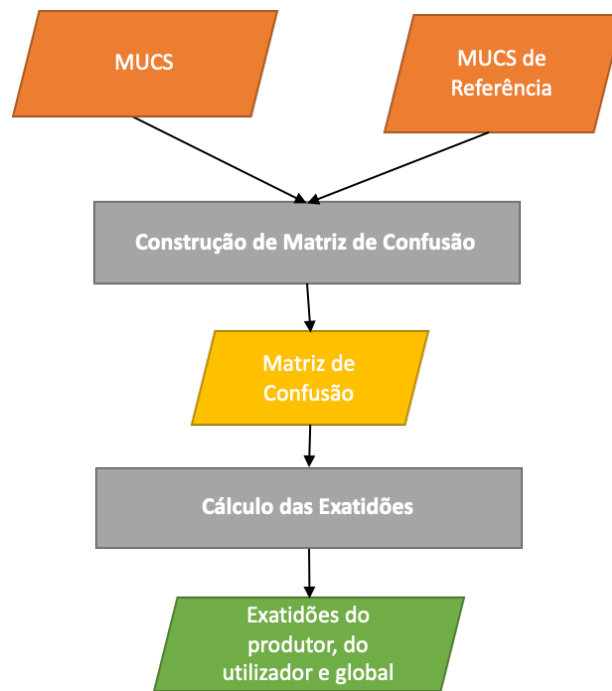 MUCS
MUCS de
Referência
Construção de Matriz de Confusão
Matriz de
Confusão
Cálculo das Exatidões
Exatidões do
produtor, do
utilizador e global